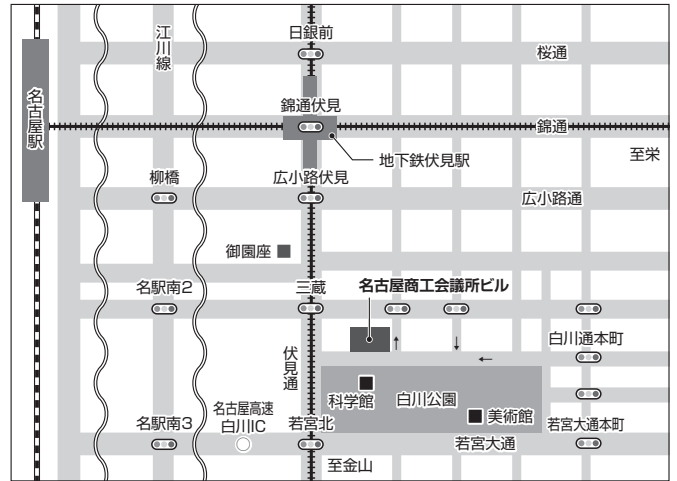 日銀前
江川線
桜通
名古屋駅
錦通伏見
錦通
地下鉄伏見駅
至栄
柳橋
広小路伏見
広小路通
御園座
名駅南2
三蔵
名古屋商工会議所ビル
白川通本町
伏見通
科学館
白川公園
美術館
名古屋高速
白川IC
名駅南3
若宮北
若宮大通本町
若宮大通
至金山